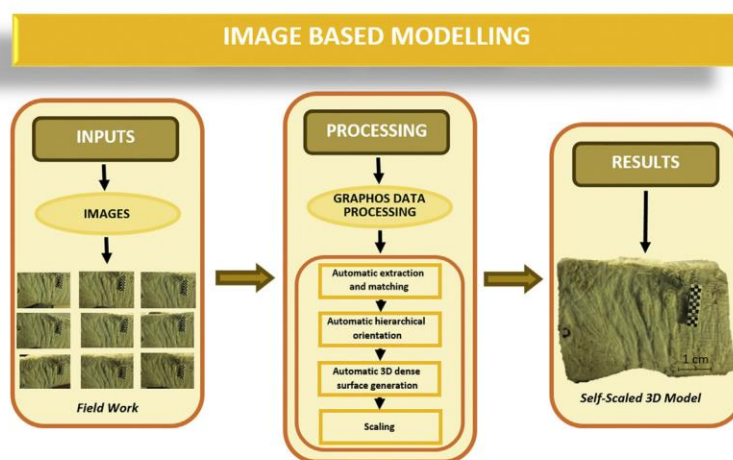 IMAGE BASED MODELLING
INPUTS
IMAGES
Field Work
PROCESSING
GRAPHOS DATA
PROCESSING
Automatic extraction
and matching
Automatic hierarchical
orientation
Automatic 3D dense
surface generation
Scaling
RESULTS
1 cm
Self-Scaled 3D Model